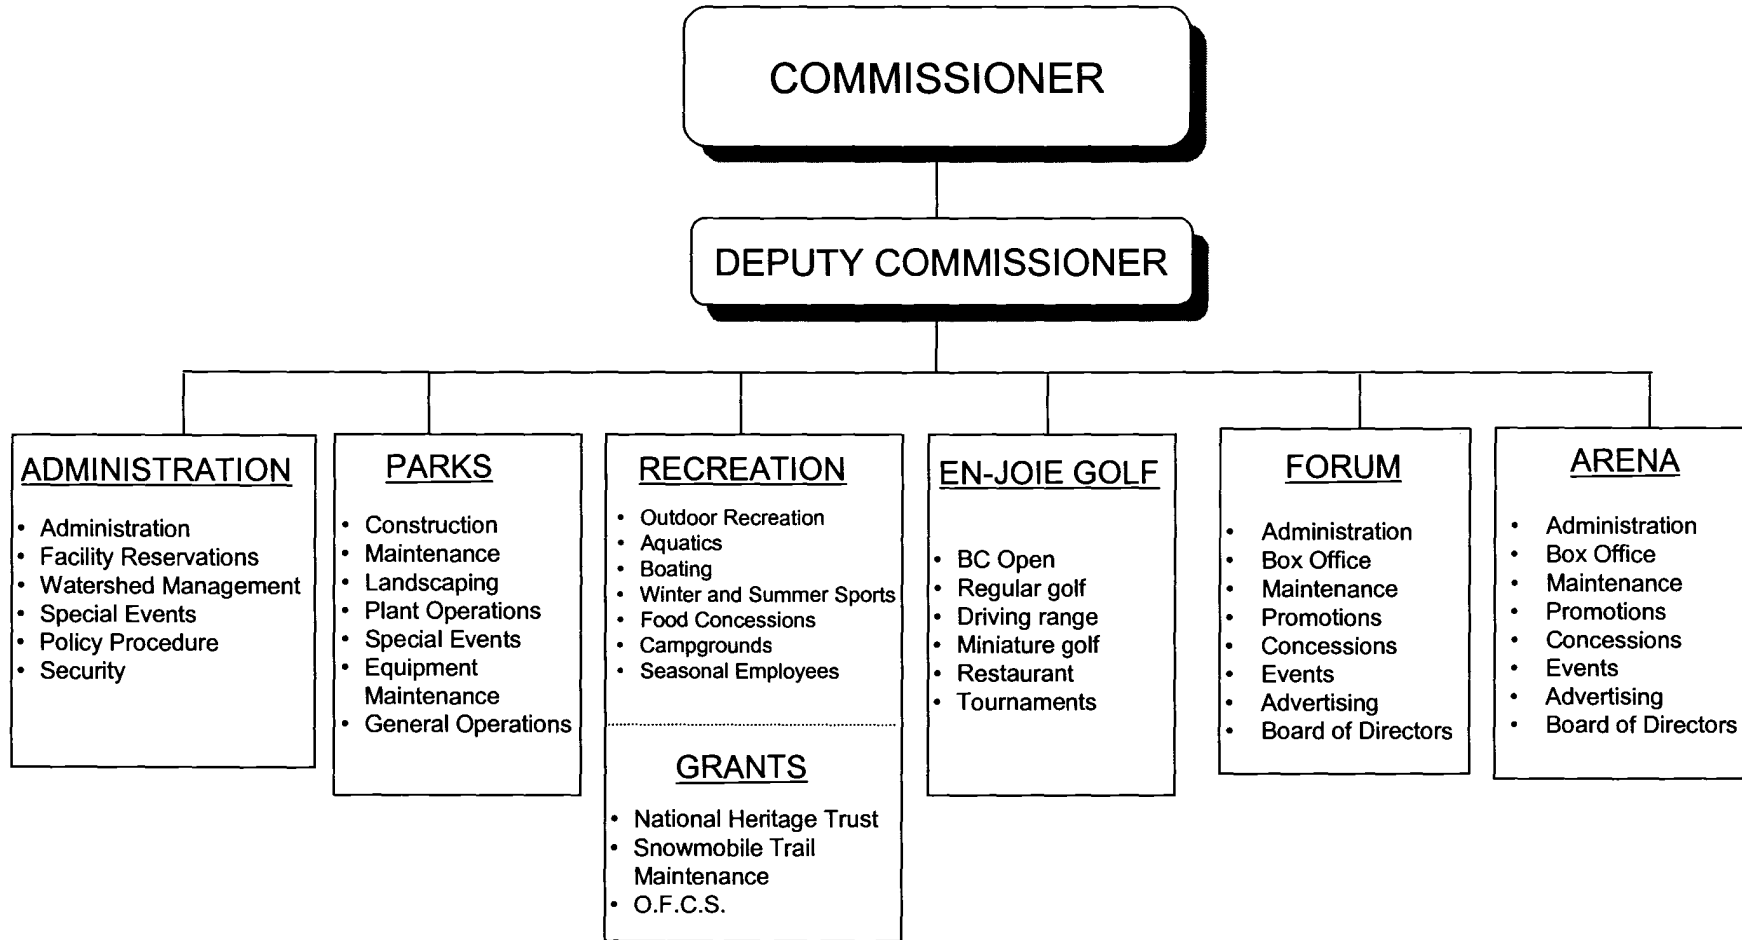 COMMISSIONER
DEPUTY COMMISSIONER
ADMINISTRATION
• Administration
• Facility Reservations
• Watershed Management
• Special Events
• Policy Procedure
• Security
PARKS
• Construction
• Maintenance
• Landscaping
• Plant Operations
• Special Events
• Equipment
Maintenance
• General Operations
RECREATION
• Outdoor Recreation
• Aquatics
• Boating
• Winter and Summer Sports
• Food Concessions
• Campgrounds
• Seasonal Employees
GRANTS
• National Heritage Trust
• Snowmobile Trail
Maintenance
• O.F.C.S.
EN-JOIE GOLF
• BC Open
• Regular golf
• Driving range
• Miniature golf
• Restaurant
• Tournaments
FORUM
• Administration
• Box Office
• Maintenance
• Promotions
• Concessions
• Events
• Advertising
• Board of Directors
ARENA
• Administration
• Box Office
• Maintenance
• Promotions
• Concessions
• Events
• Advertising
• Board of Directors